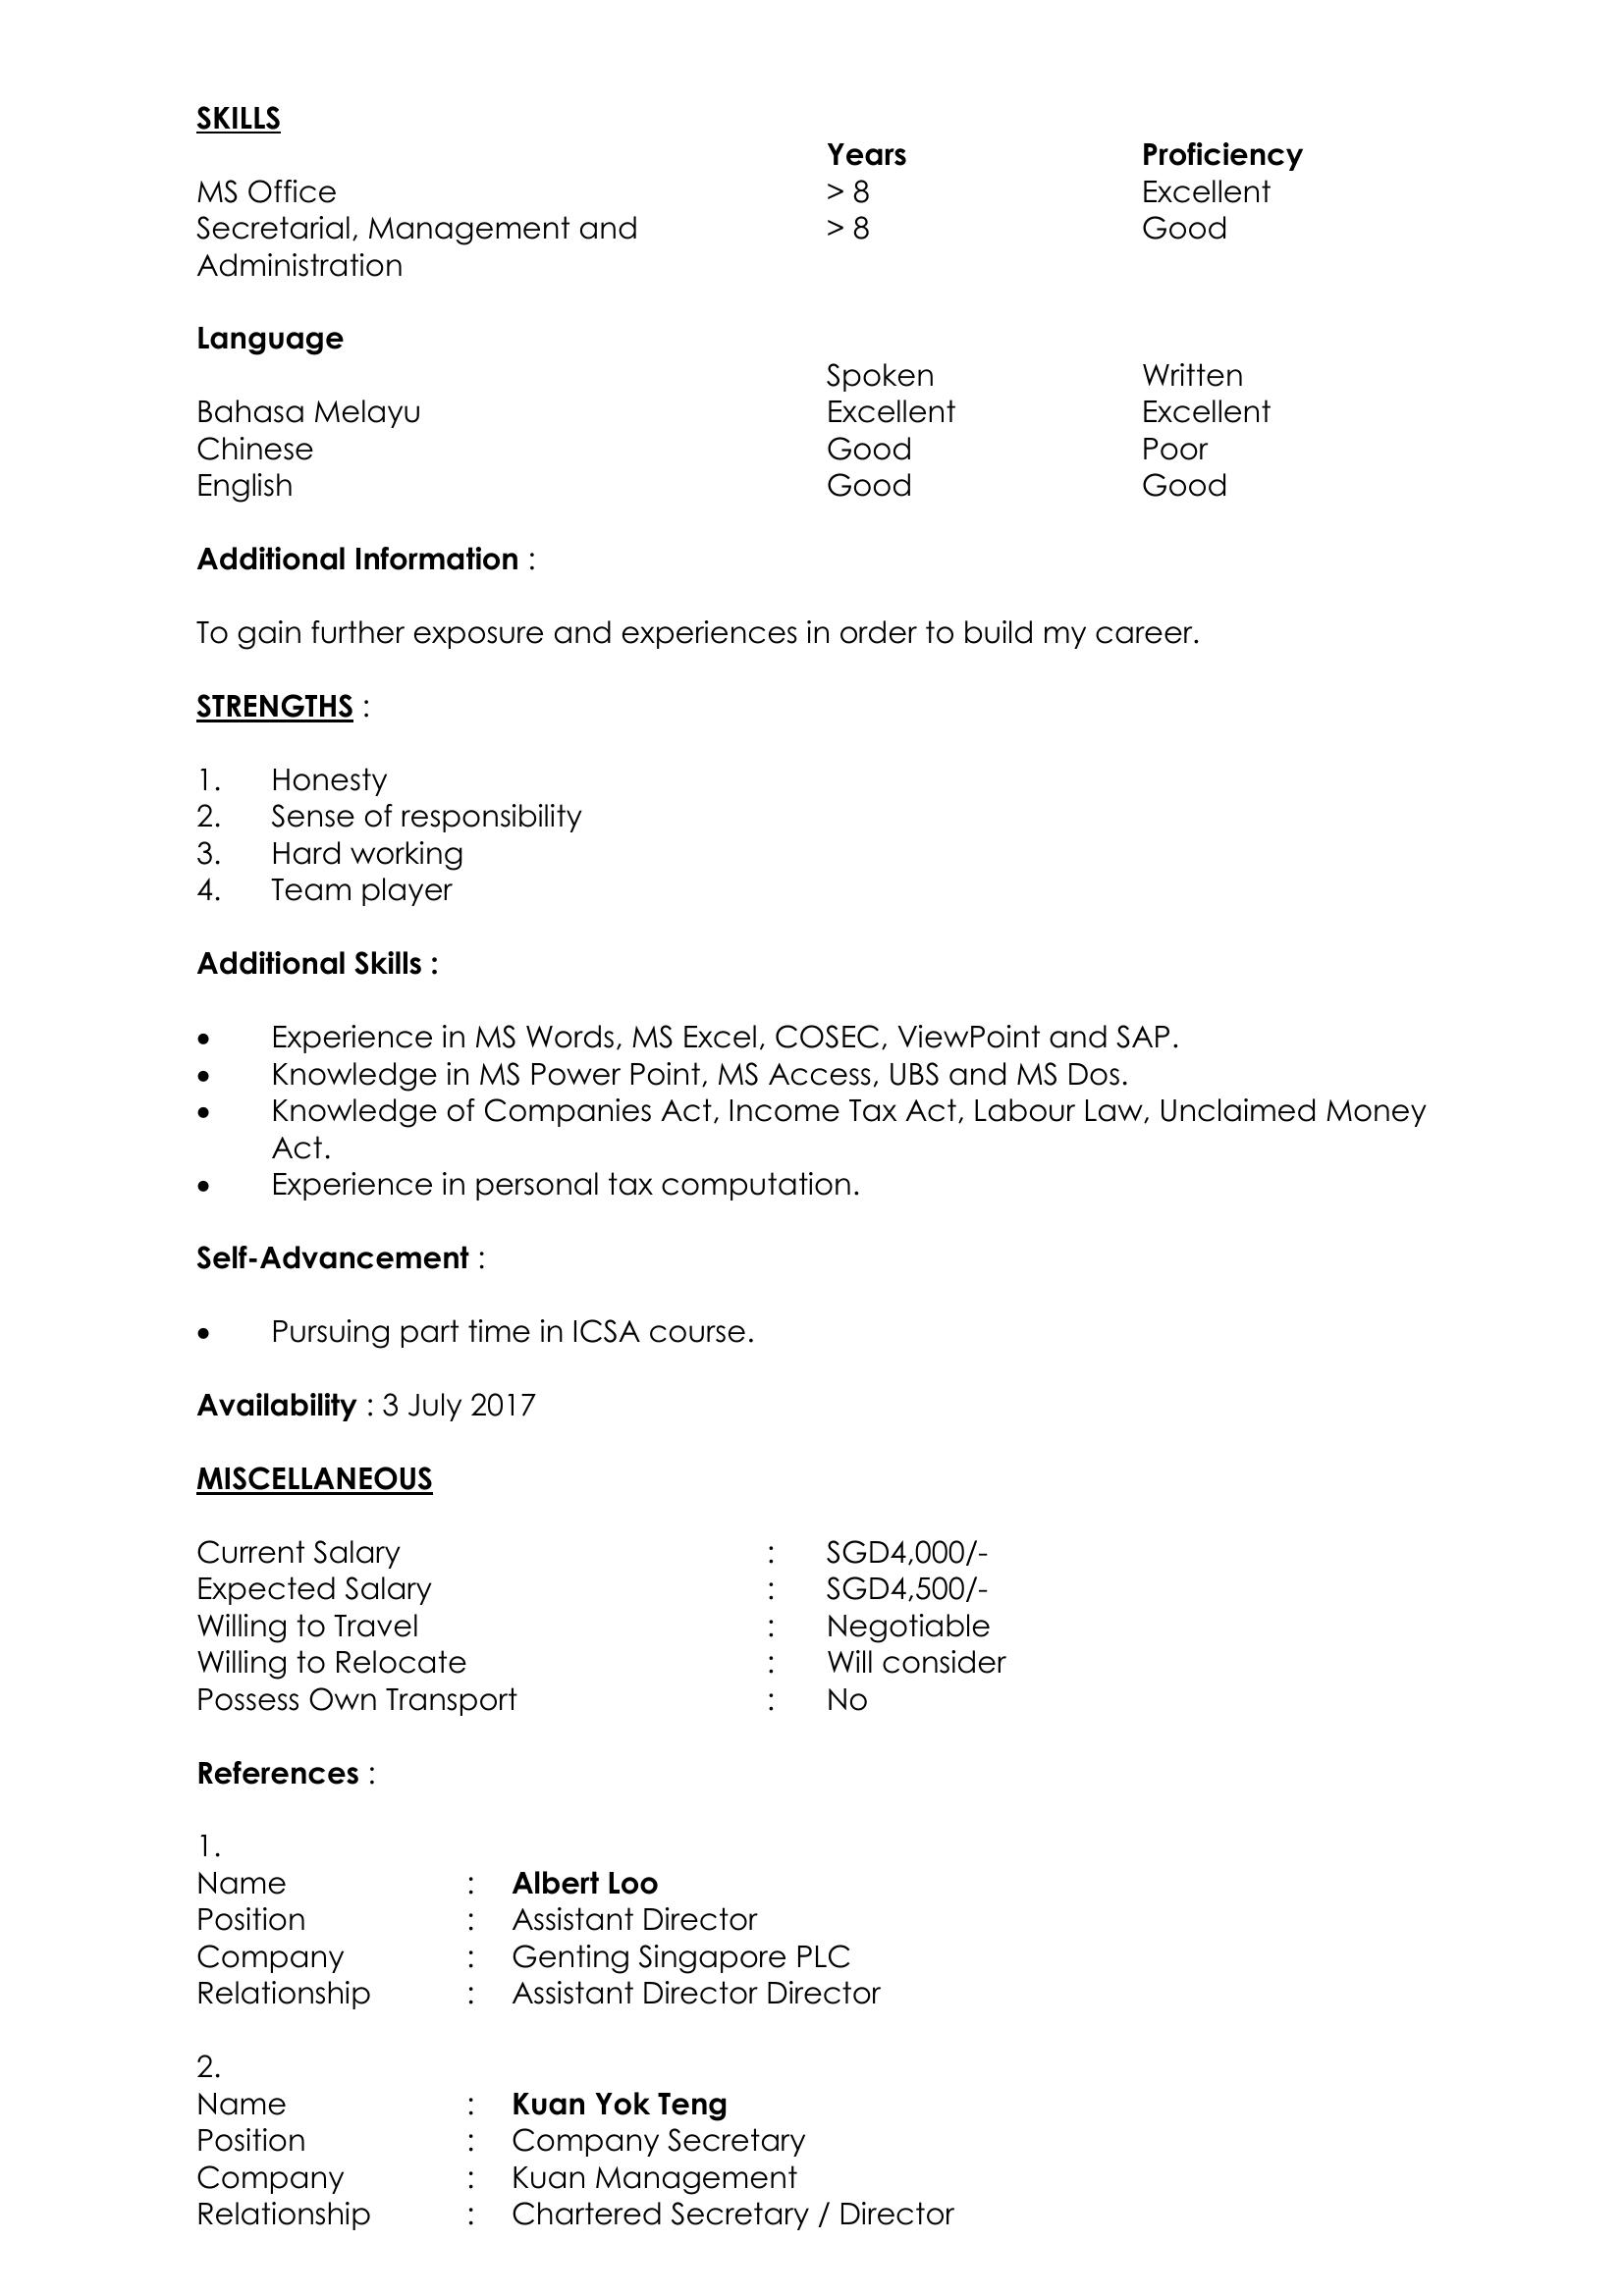 SKILLS
Years Proficiency
MS Office > 8 Excellent
Secretarial, Management and > 8 Good
Administration
Language
Spoken Written
Bahasa Melayu Excellent Excellent
Chinese Good Poor
English Good Good
Additional Information :
To gain further exposure and experiences in order to build my career.
STRENGTHS :
1. Honesty
2. Sense of responsibility
3. Hard working
4. Team player
Additional Skills :
• Experience in MS Words, MS Excel, COSEC, ViewPoint and SAP.
• Knowledge in MS Power Point, MS Access, UBS and MS Dos.
• Knowledge of Companies Act, Income Tax Act, Labour Law, Unclaimed Money
Act.
• Experience in personal tax computation.
Self-Advancement :
• Pursuing part time in ICSA course.
Availability : 3 July 2017
MISCELLANEOUS
Current Salary : SGD4,000/-
Expected Salary : SGD4,500/-
Willing to Travel : Negotiable
Willing to Relocate : Will consider
Possess Own Transport : No
References :
1.
Name : Albert Loo
Position : Assistant Director
Company : Genting Singapore PLC
Relationship : Assistant Director Director
2.
Name : Kuan Yok Teng
Position : Company Secretary
Company : Kuan Management
Relationship : Chartered Secretary / Director